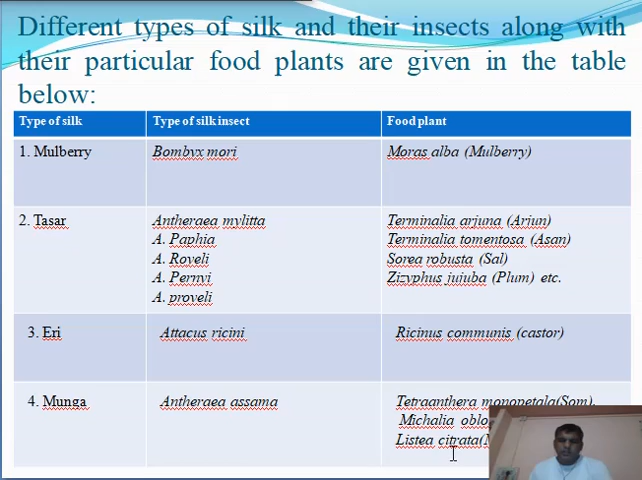 Different types of silk and their insects along with
their particular food plants are given in the table
below:
Type of silk Type of silk insect Food plant
1. Mulberry Bombyx mori Moras alba (Mulberry)
2. Tasar Antheraea mylitta Terminalia arjuna (Arjun)
A. Paphia Terminalia tomentosa (Asan)
A. Roveli Sorea robusta (Sal)
A. Pernyi Zizyphus jujuba (Plum) etc.
A. proveli
3. Eri Attacus ricini Ricinus communis (castor)
4. Munga Antheraea assama Tetraanthera monopetala(Som),
Michalia
Listea citrata(